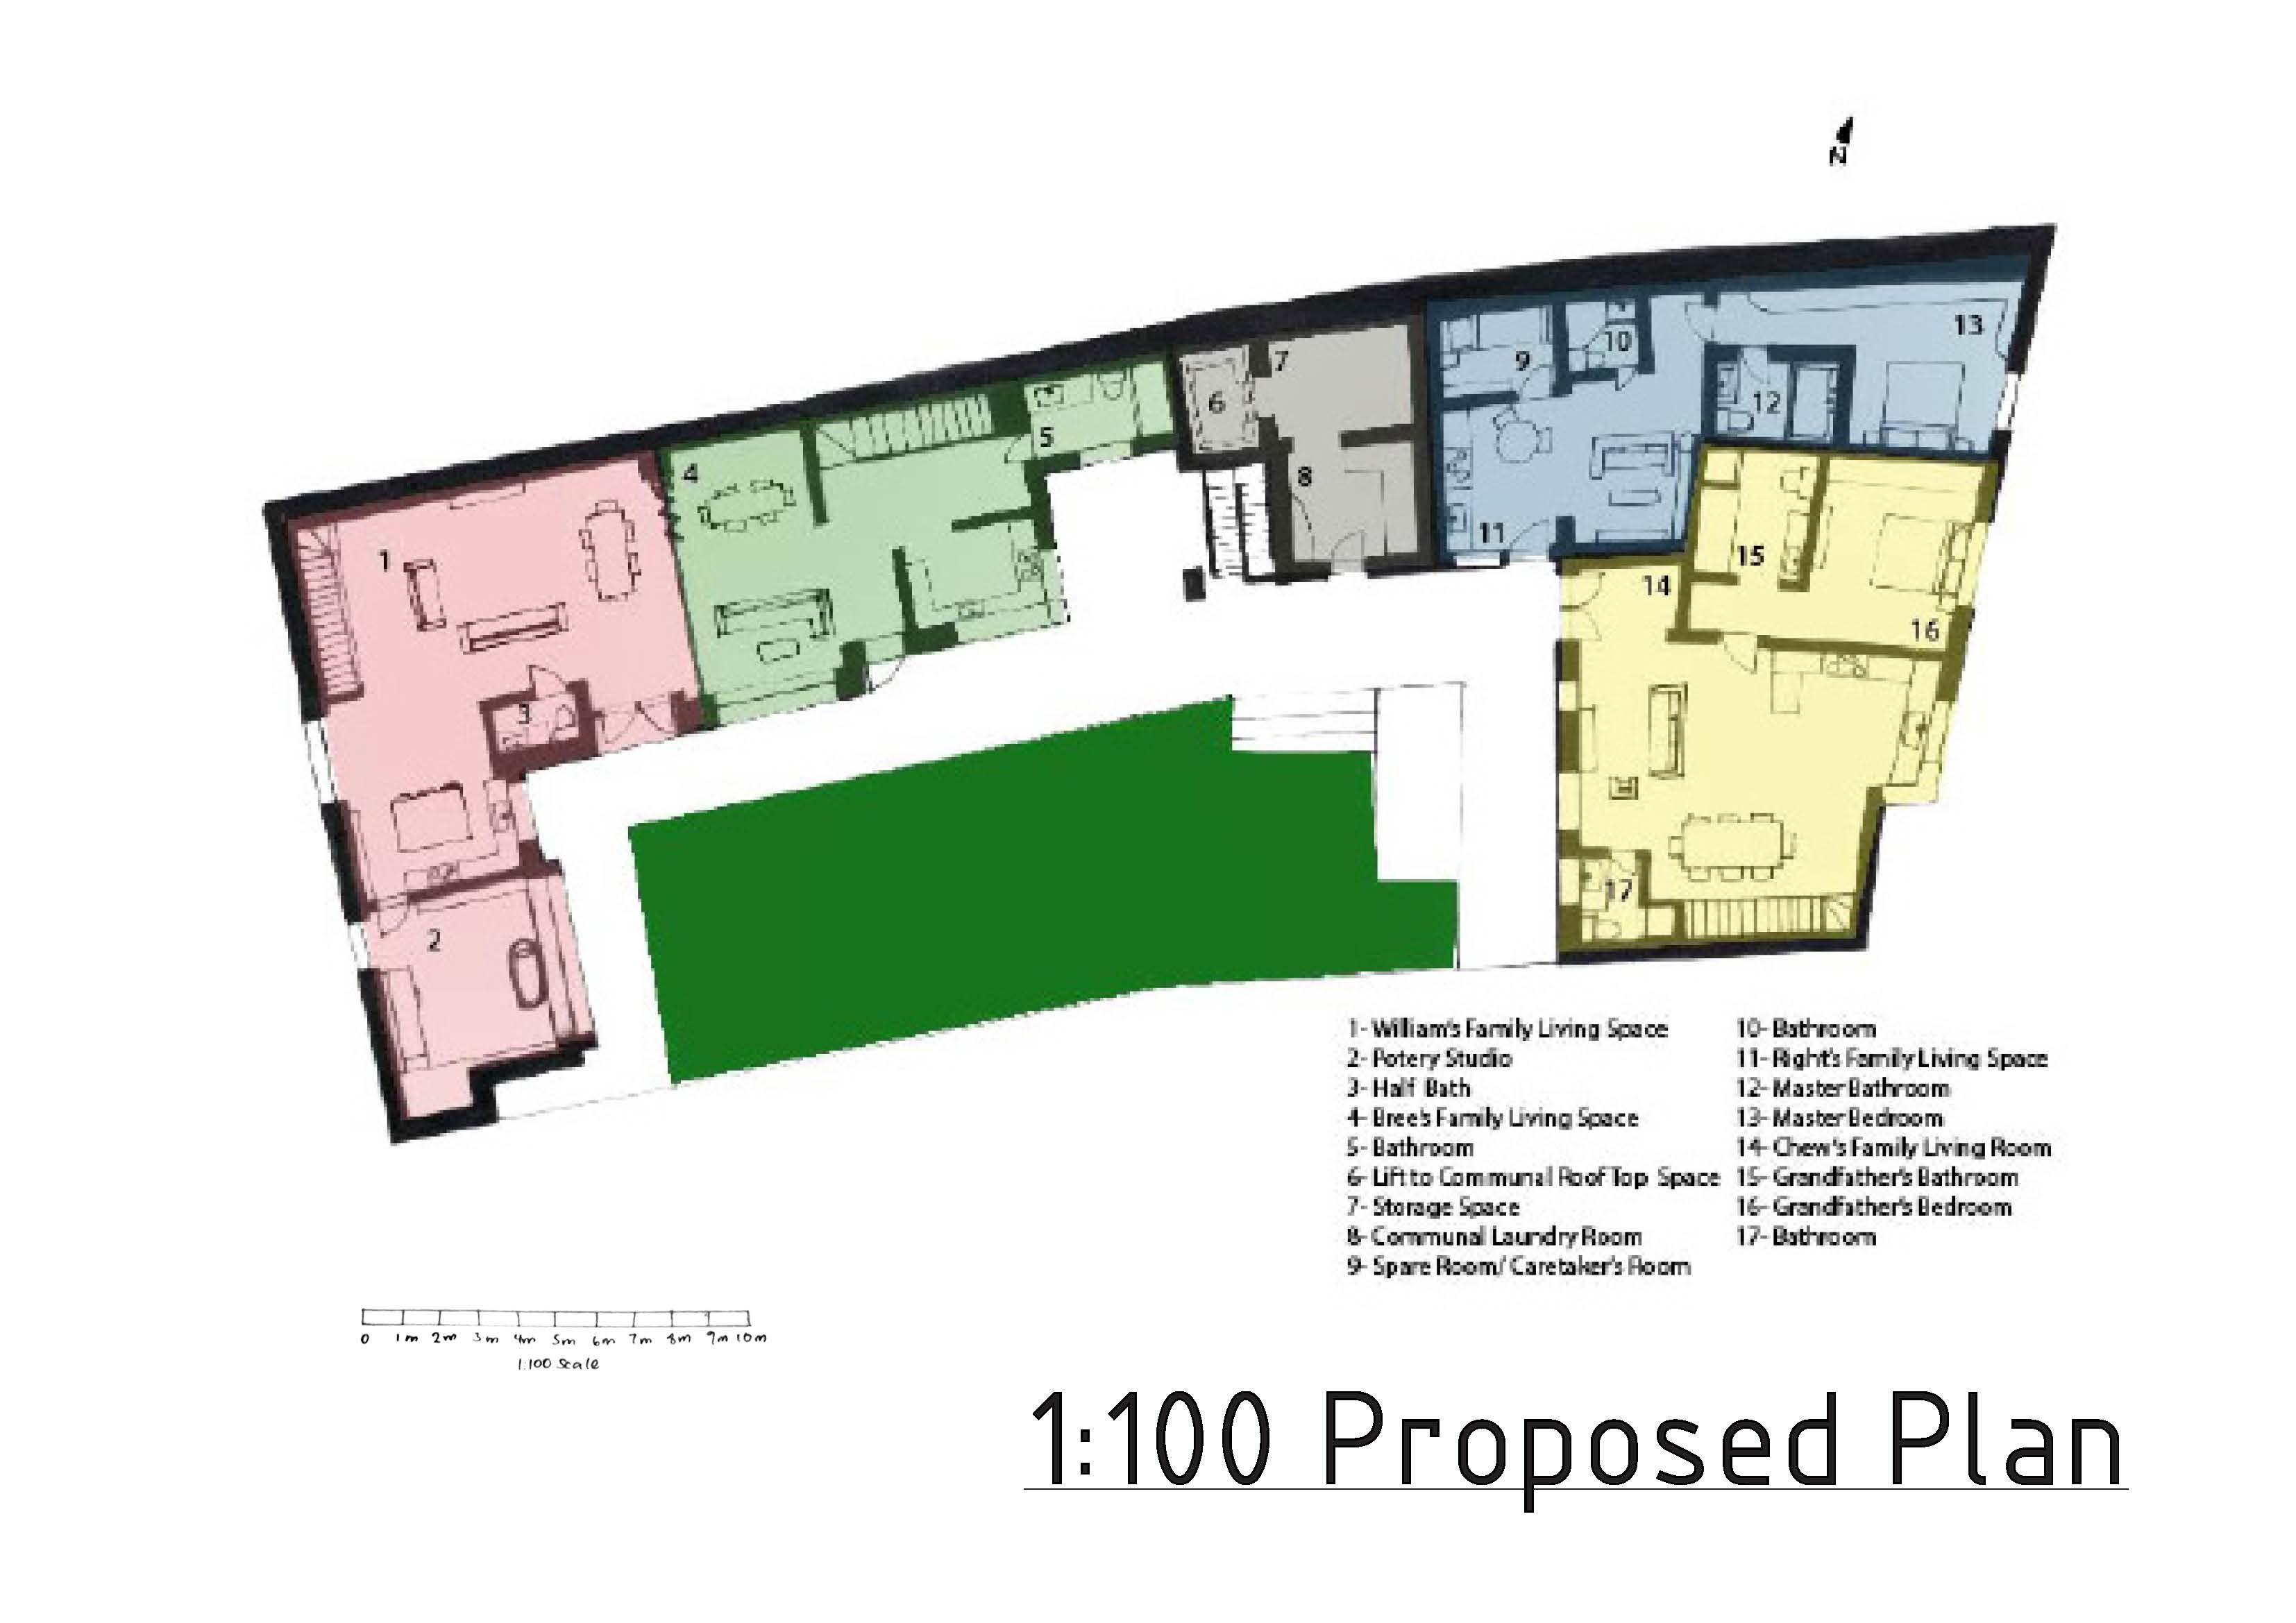 N
13
10
9
12
7
6
5
4
8
11
1
15
14
16
3
17
2
1- William's Family Living Space
2- Potery Studio
3- Half Bath
4- Bree's Family Living Space
5- Bathroom
6- Lift to Communal Roof Top Space
7- Storage Space
8- Communal Laundry Room
9- Spare Room/ Caretaker's Room
10- Bathroom
11- Right's Family Living Space
12- Master Bathroom
13- Master Bedroom
14- Chew's Family Living Room
15- Grandfather's Bathroom
16- Grandfather's Bedroom
17- Bathroom
0 1m 2m 3m 4m 5m 6m 7m 8m 9m 10m
1:100 Scale
1:100 Proposed Plan